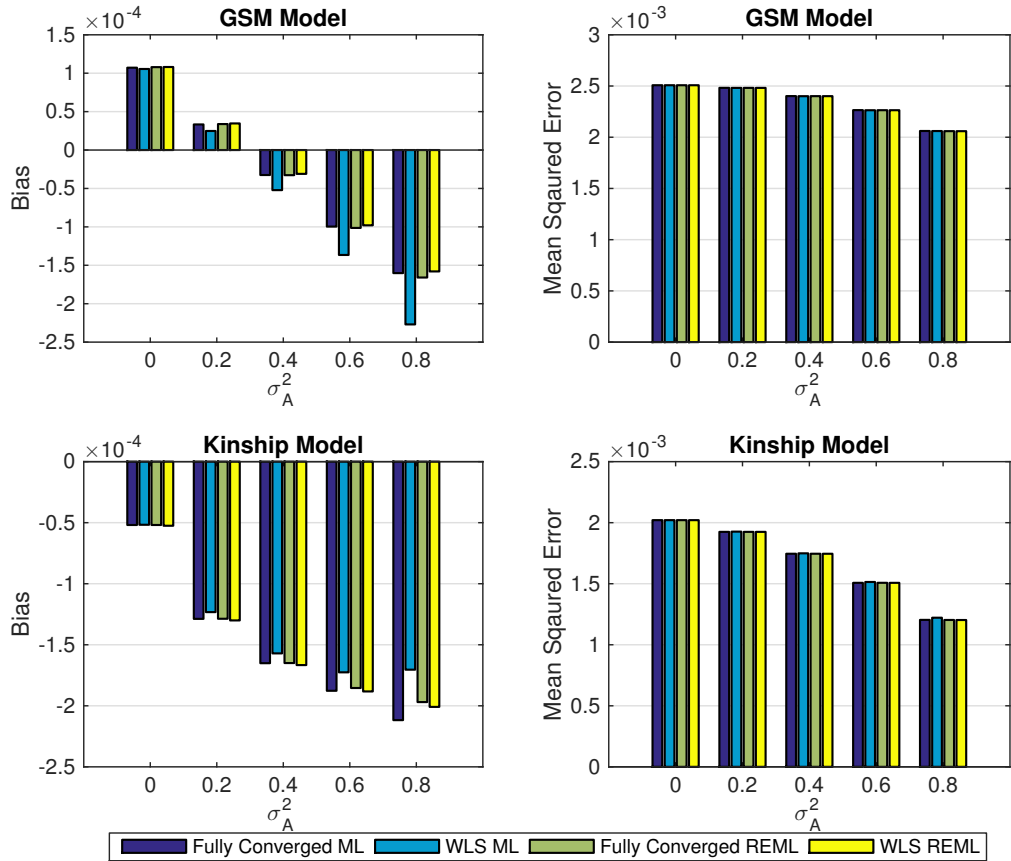 GSM Model
×10-4
1.5
1
0.5
0
-0.5
-1
-1.5
-2
-2.5
Bias
0 0.2 0.4 0.6 0.8
σ²A
GSM Model
×10-3
3
2.5
2
1.5
1
0.5
0
Mean Sqaured Error
0 0.2 0.4 0.6 0.8
σ²A
Kinship Model
×10-4
0
-0.5
-1
-1.5
-2
-2.5
Bias
0 0.2 0.4 0.6 0.8
σ²A
Kinship Model
×10-3
2.5
2
1.5
1
0.5
0
Mean Sqaured Error
0 0.2 0.4 0.6 0.8
σ²A
Fully Converged ML WLS ML Fully Converged REML WLS REML